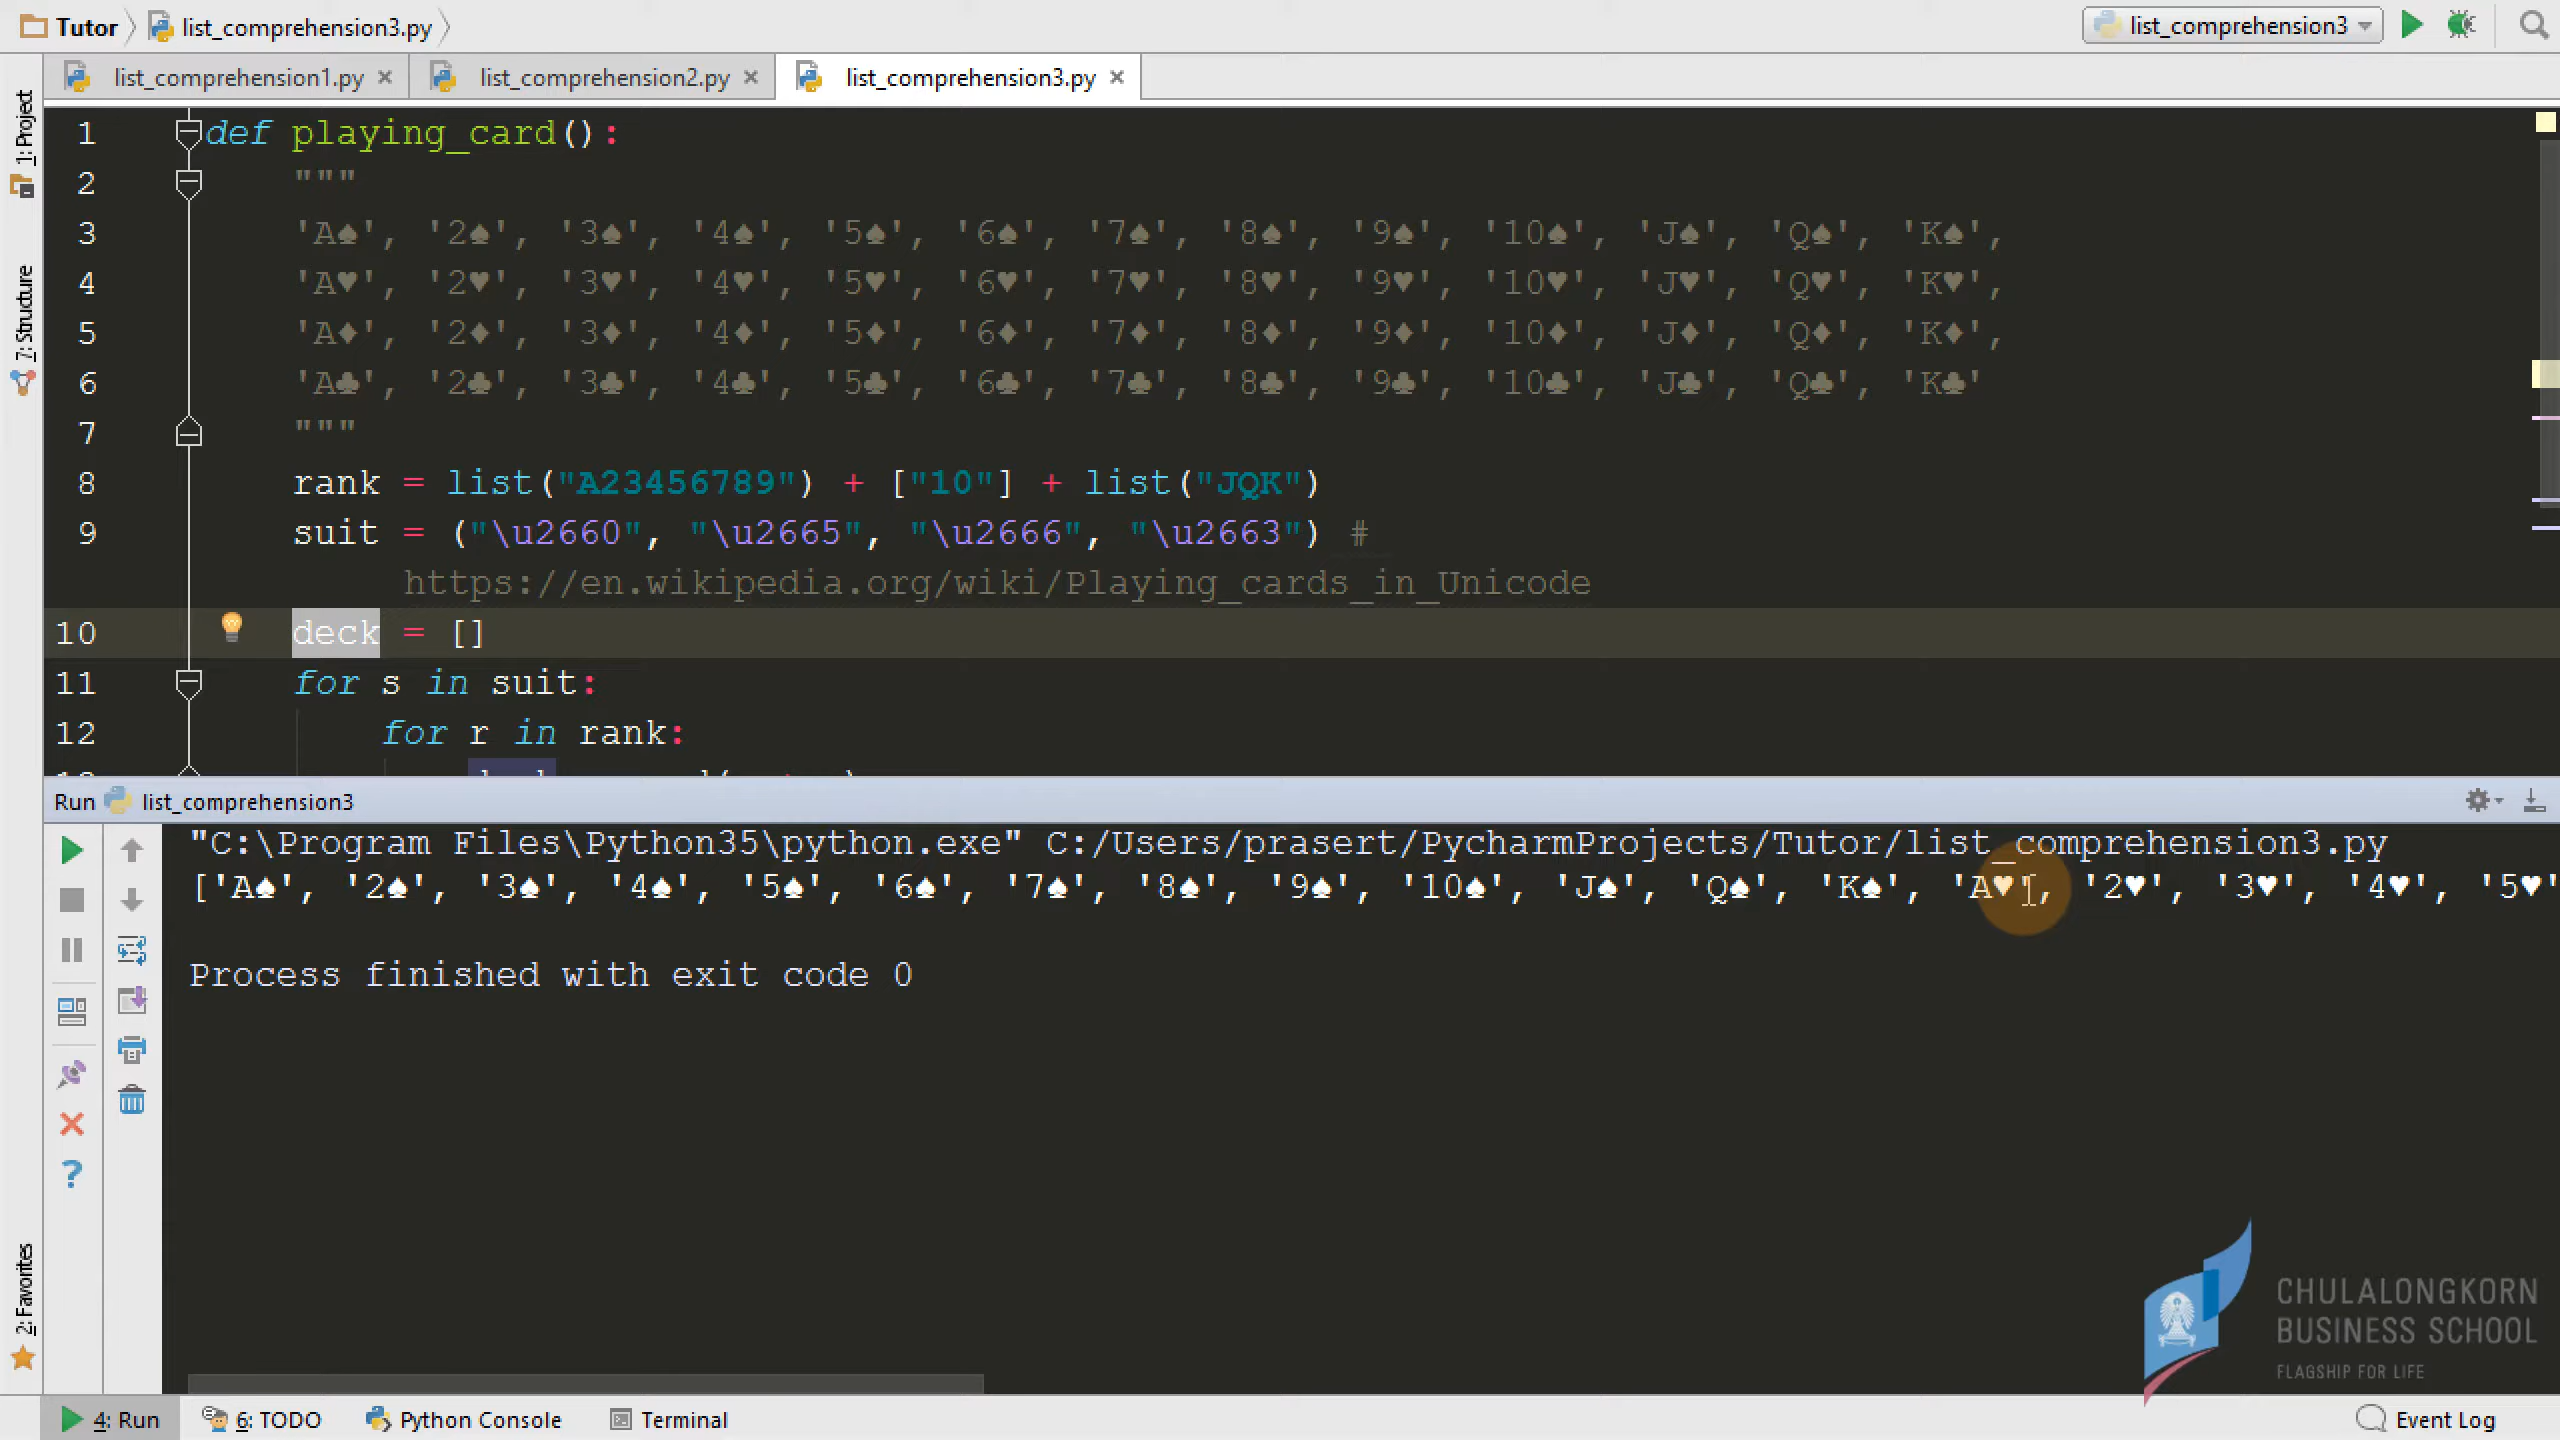 Tutor list_comprehension3.py list_comprehension3
list_comprehension1.py list_comprehension2.py list_comprehension3.py
1: Project
7: Structure
2: Favorites
1 def playing_card():
2 """
3 'A♠', '2♠', '3♠', '4♠', '5♠', '6♠', '7♠', '8♠', '9♠', '10♠', 'J♠', 'Q♠', 'K♠',
4 'A♥', '2♥', '3♥', '4♥', '5♥', '6♥', '7♥', '8♥', '9♥', '10♥', 'J♥', 'Q♥', 'K♥',
5 'A♦', '2♦', '3♦', '4♦', '5♦', '6♦', '7♦', '8♦', '9♦', '10♦', 'J♦', 'Q♦', 'K♦',
6 'A♣', '2♣', '3♣', '4♣', '5♣', '6♣', '7♣', '8♣', '9♣', '10♣', 'J♣', 'Q♣', 'K♣'
7 """
8 rank = list("A23456789") + ["10"] + list("JQK")
9 suit = ("\u2660", "\u2665", "\u2666", "\u2663") #
https://en.wikipedia.org/wiki/Playing_cards_in_Unicode
10 deck = []
11 for s in suit:
12 for r in rank:
Run list_comprehension3
"C:\Program Files\Python35\python.exe" C:/Users/prasert/PycharmProjects/Tutor/list_comprehension3.py
['A♠', '2♠', '3♠', '4♠', '5♠', '6♠', '7♠', '8♠', '9♠', '10♠', 'J♠', 'Q♠', 'K♠', 'A♥', '2♥', '3♥', '4♥', '5♥'
Process finished with exit code 0
CHULALONGKORN
BUSINESS SCHOOL
FLAGSHIP FOR LIFE
4: Run 6: TODO Python Console Terminal Event Log